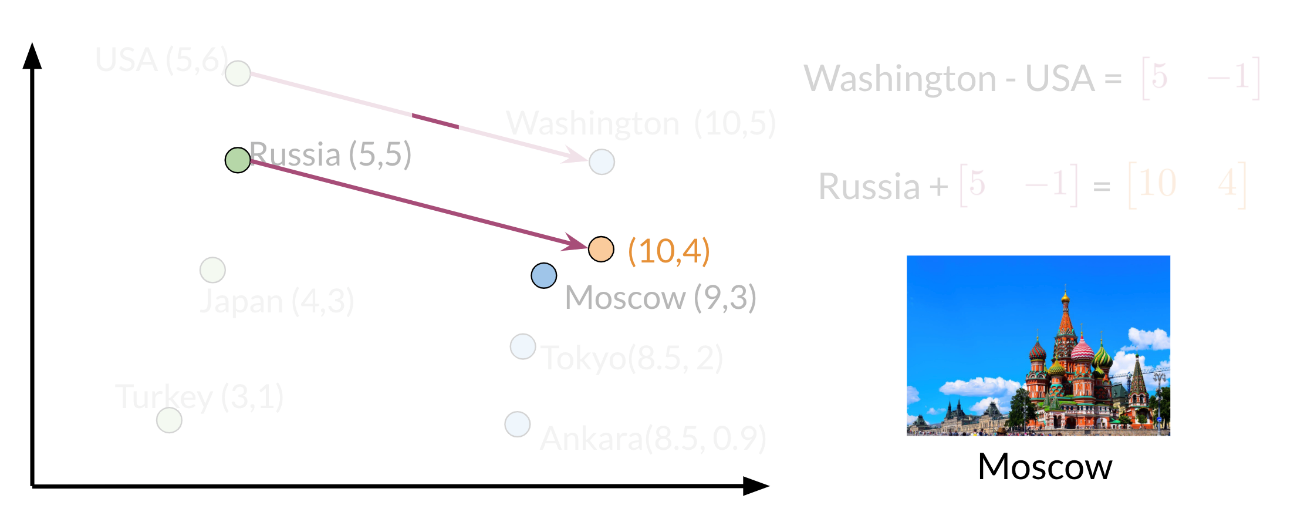 USA (5,6)
Washington (10,5)
Russia (5,5)
(10,4)
Moscow (9,3)
Japan (4,3)
Tokyo(8.5, 2)
Turkey (3,1)
Ankara(8.5, 0.9)
Washington - USA = [5 −1]
Russia + [5 −1] = [10 4]
Moscow